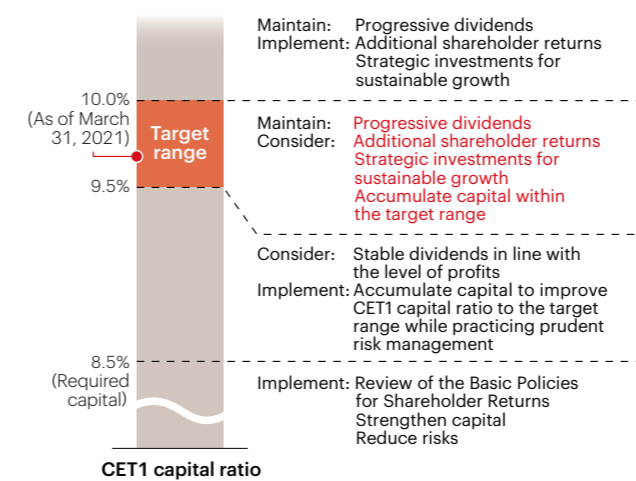 Maintain: Progressive dividends
Implement: Additional shareholder returns
Strategic investments for
sustainable growth
10.0%
(As of March
31, 2021)
Target
range
Maintain: Progressive dividends
Consider: Additional shareholder returns
Strategic investments for
sustainable growth
Accumulate capital within
the target range
9.5%
Consider: Stable dividends in line with
the level of profits
Implement: Accumulate capital to improve
CET1 capital ratio to the target
range while practicing prudent
risk management
8.5%
(Required
capital)
Implement: Review of the Basic Policies
for Shareholder Returns
Strengthen capital
Reduce risks
CET1 capital ratio